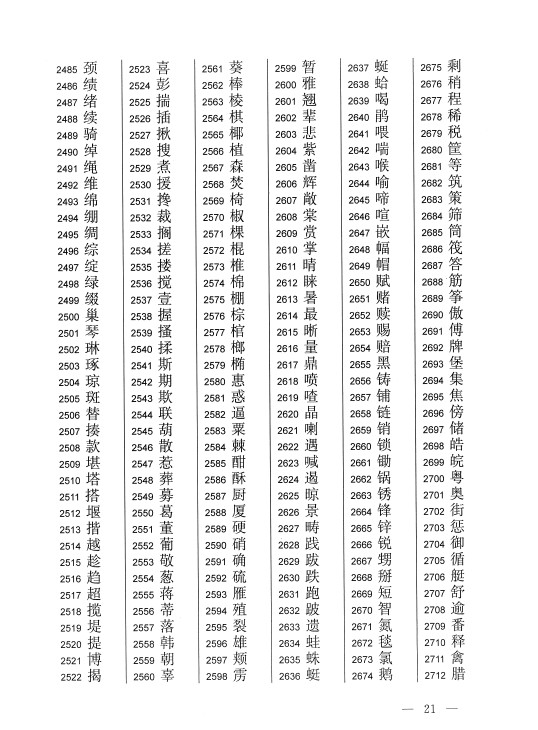 2485 颈
2486 绩
2487 绪
2488 续
2489 骑
2490 绰
2491 绳
2492 维
2493 绵
2494 绷
2495 绸
2496 综
2497 绽
2498 绿
2499 缀
2500 巢
2501 琴
2502 琳
2503 琢
2504 琼
2505 斑
2506 替
2507 揍
2508 款
2509 堪
2510 塔
2511 搭
2512 堰
2513 揩
2514 越
2515 趁
2516 趋
2517 超
2518 揽
2519 堤
2520 提
2521 博
2522 揭
2523 喜
2524 彭
2525 揣
2526 插
2527 揪
2528 搜
2529 煮
2530 援
2531 搀
2532 裁
2533 搁
2534 搓
2535 搂
2536 搅
2537 壹
2538 握
2539 搔
2540 揉
2541 斯
2542 期
2543 欺
2544 联
2545 葫
2546 散
2547 惹
2548 葬
2549 募
2550 葛
2551 董
2552 葡
2553 敬
2554 葱
2555 蒋
2556 蒂
2557 落
2558 韩
2559 朝
2560 辜
2561 葵
2562 棒
2563 棱
2564 棋
2565 椰
2566 植
2567 森
2568 焚
2569 椅
2570 椒
2571 棵
2572 棍
2573 椎
2574 棉
2575 棚
2576 棕
2577 棺
2578 榔
2579 椭
2580 惠
2581 惑
2582 逼
2583 粟
2584 棘
2585 酣
2586 酥
2587 厨
2588 厦
2589 硬
2590 硝
2591 确
2592 硫
2593 雁
2594 殖
2595 裂
2596 雄
2597 颊
2598 雳
2599 暂
2600 雅
2601 翘
2602 辈
2603 悲
2604 紫
2605 凿
2606 辉
2607 敞
2608 棠
2609 赏
2610 掌
2611 晴
2612 睐
2613 暑
2614 最
2615 晰
2616 量
2617 鼎
2618 喷
2619 喳
2620 晶
2621 喇
2622 遇
2623 喊
2624 遏
2625 晾
2626 景
2627 畴
2628 践
2629 跋
2630 跌
2631 跑
2632 跛
2633 遗
2634 蛙
2635 蛛
2636 蜓
2637 蜒
2638 蛤
2639 喝
2640 鹃
2641 喂
2642 喘
2643 喉
2644 喻
2645 啼
2646 喧
2647 嵌
2648 幅
2649 帽
2650 赋
2651 赌
2652 赎
2653 赐
2654 赔
2655 黑
2656 铸
2657 铺
2658 链
2659 销
2660 锁
2661 锄
2662 锅
2663 锈
2664 锋
2665 锌
2666 锐
2667 甥
2668 掰
2669 短
2670 智
2671 氮
2672 毯
2673 氯
2674 鹅
2675 剩
2676 稍
2677 程
2678 稀
2679 税
2680 筐
2681 等
2682 筑
2683 策
2684 筛
2685 筒
2686 筏
2687 答
2688 筋
2689 筝
2690 傲
2691 傅
2692 牌
2693 堡
2694 集
2695 焦
2696 傍
2697 储
2698 皓
2699 皖
2700 粤
2701 奥
2702 街
2703 惩
2704 御
2705 循
2706 艇
2707 舒
2708 逾
2709 番
2710 释
2711 禽
2712 腊
— 21 —